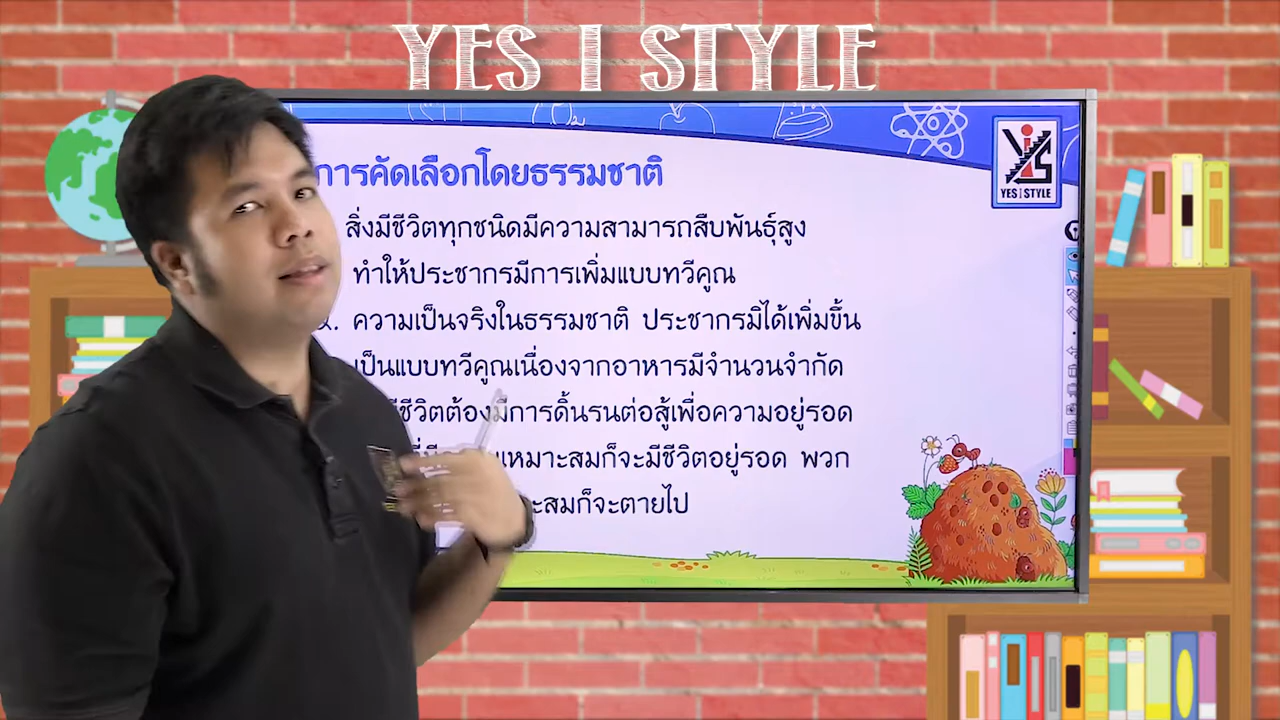 YES I STYLE
การคัดเลือกโดยธรรมชาติ
YES I STYLE
สิ่งมีชีวิตทุกชนิดมีความสามารถสืบพันธุ์สูง
ทำให้ประชากรมีการเพิ่มแบบทวีคูณ
ความเป็นจริงในธรรมชาติ ประชากรมิได้เพิ่มขึ้น
เป็นแบบทวีคูณเนื่องจากอาหารมีจำนวนจำกัด
ชีวิตต้องมีการดิ้นรนต่อสู้เพื่อความอยู่รอด
เหมาะสมก็จะมีชีวิตอยู่รอด พวก
ะสมก็จะตายไป